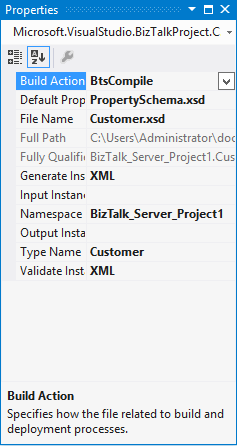 Properties
Microsoft.VisualStudio.BizTalkProject.C
Build Action BtsCompile
Default Prop PropertySchema.xsd
File Name Customer.xsd
Full Path C:\Users\Administrator\doc
Fully Qualifie BizTalk_Server_Project1.Cus
Generate Inst XML
Input Instanc
Namespace BizTalk_Server_Project1
Output Insta
Type Name Customer
Validate Inst XML
Build Action
Specifies how the file related to build and
deployment processes.